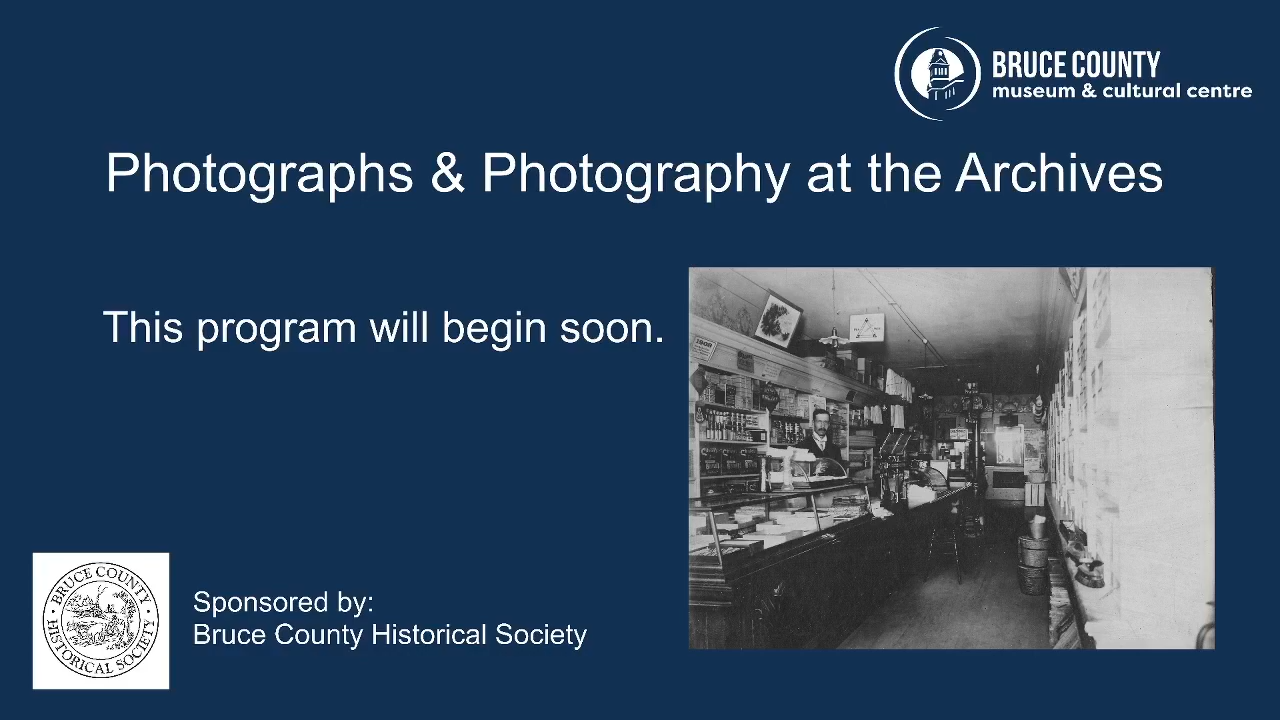 BRUCE COUNTY
museum & cultural centre
Photographs & Photography at the Archives
This program will begin soon.
1908
BRUCE COUNTY
HISTORICAL SOCIETY
Sponsored by:
Bruce County Historical Society